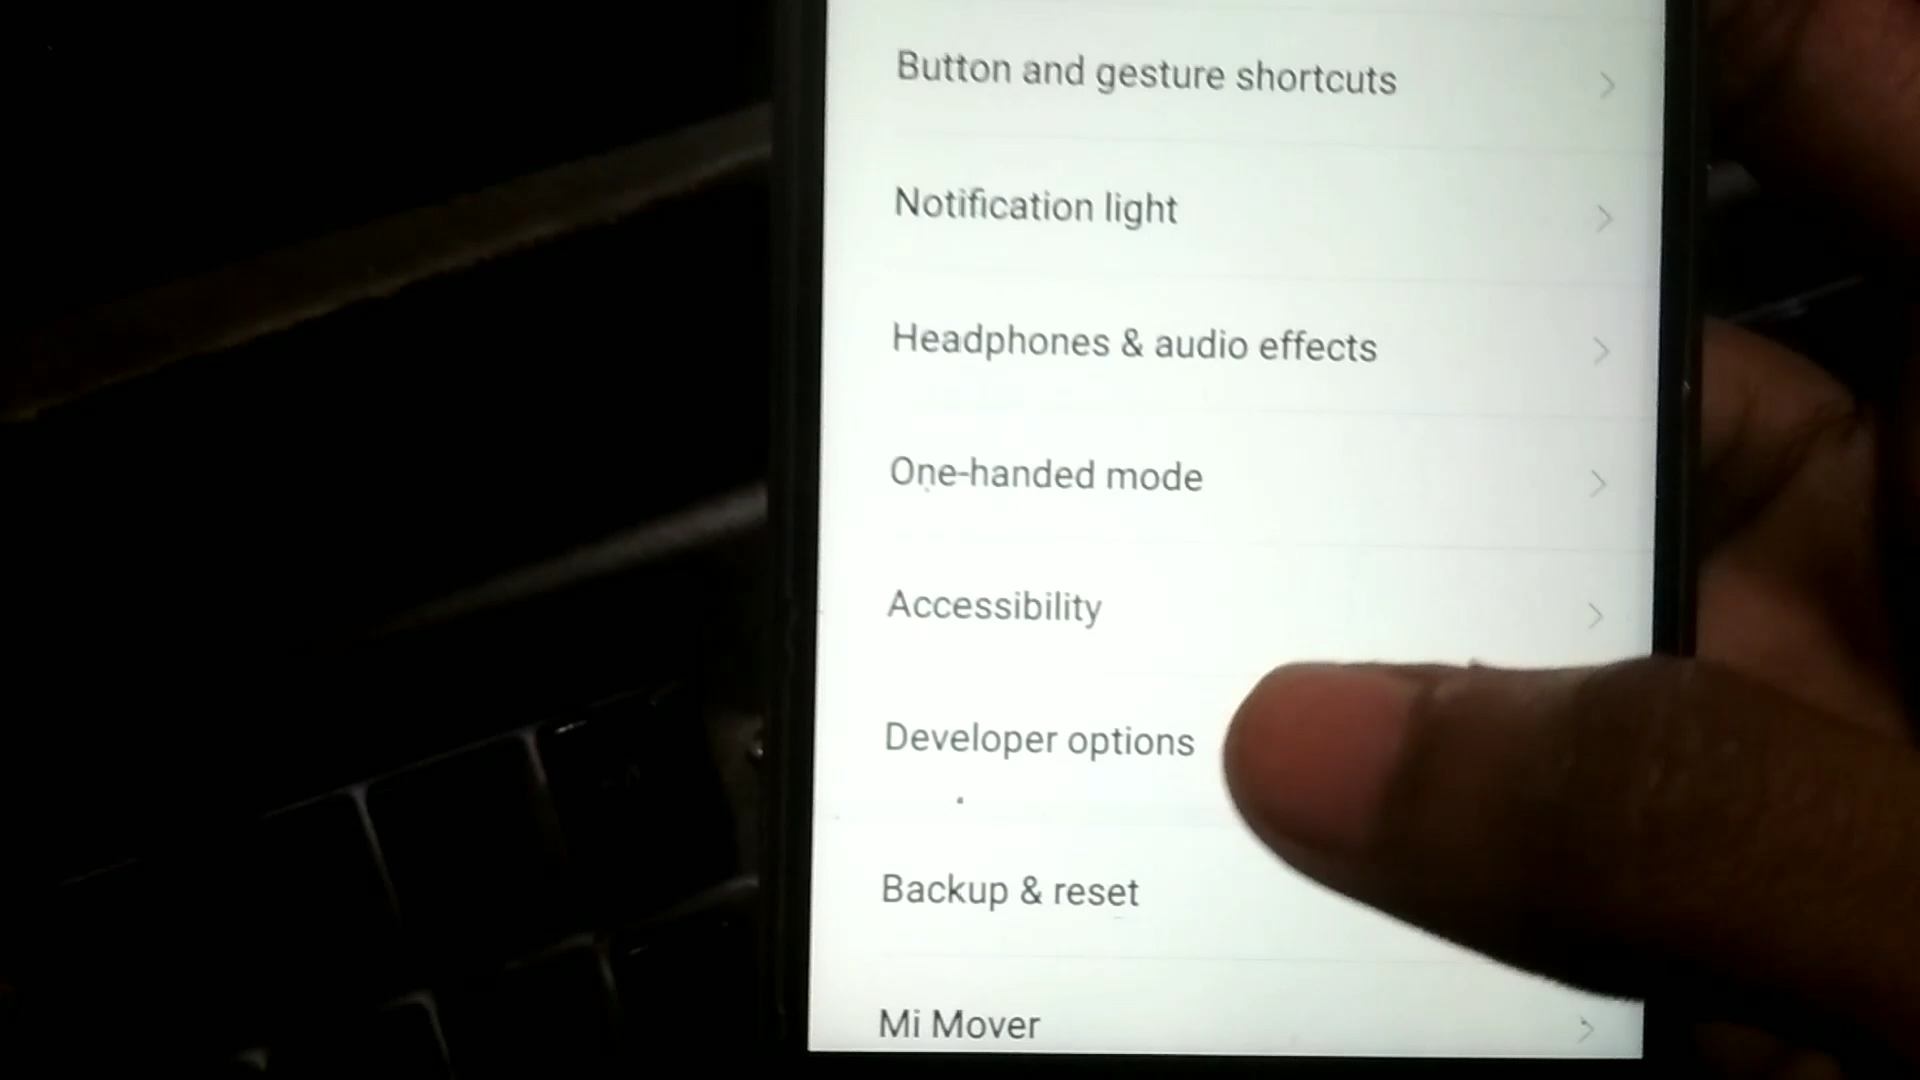 Button and gesture shortcuts
Notification light
Headphones & audio effects
One-handed mode
Accessibility
Developer options
Backup & reset
Mi Mover